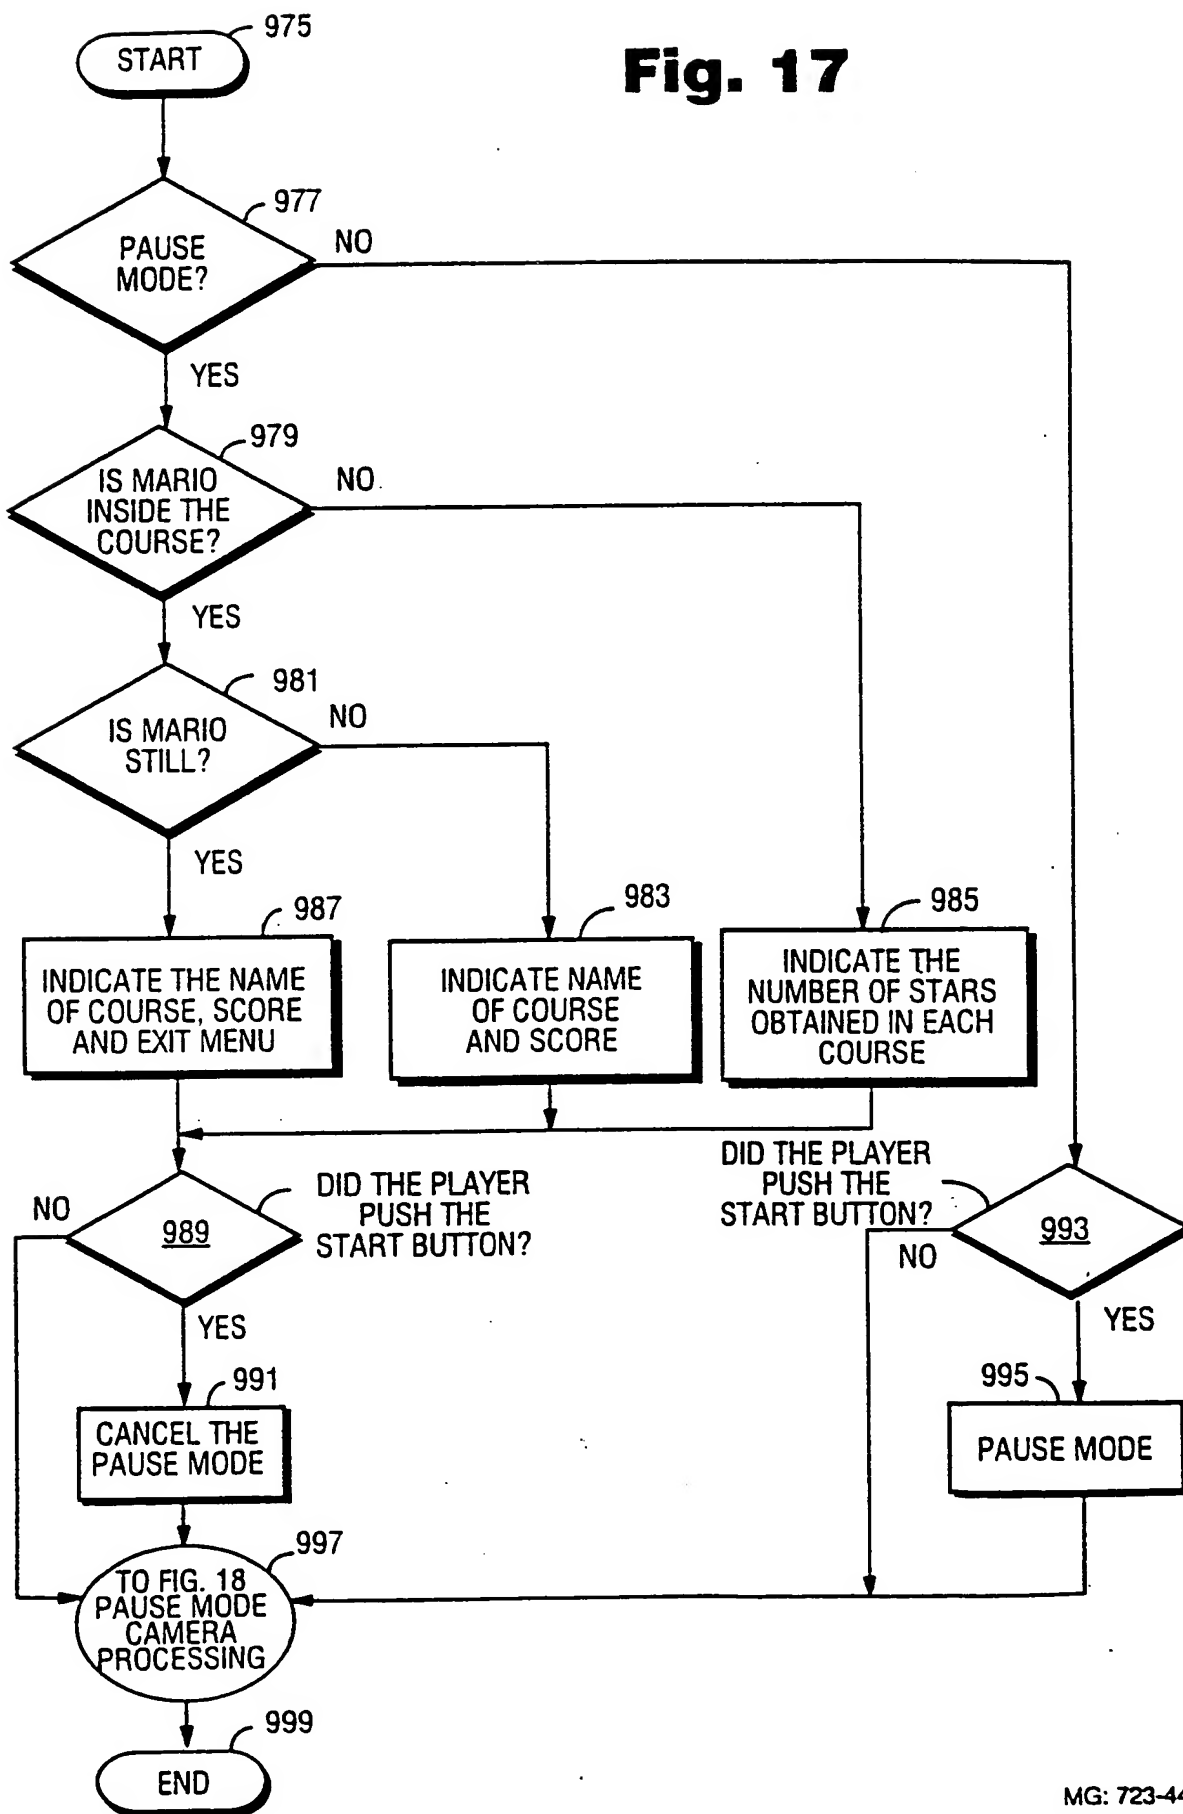 975
START
Fig. 17
977
PAUSE
MODE?
NO
YES
979
IS MARIO
INSIDE THE
COURSE?
NO
YES
981
IS MARIO
STILL?
NO
YES
987
INDICATE THE NAME
OF COURSE, SCORE
AND EXIT MENU
983
INDICATE NAME
OF COURSE
AND SCORE
985
INDICATE THE
NUMBER OF STARS
OBTAINED IN EACH
COURSE
NO
989
DID THE PLAYER
PUSH THE
START BUTTON?
YES
DID THE PLAYER
PUSH THE
START BUTTON?
993
NO
YES
991
CANCEL THE
PAUSE MODE
995
PAUSE MODE
997
TO FIG. 18
PAUSE MODE
CAMERA
PROCESSING
999
END
MG: 723-44